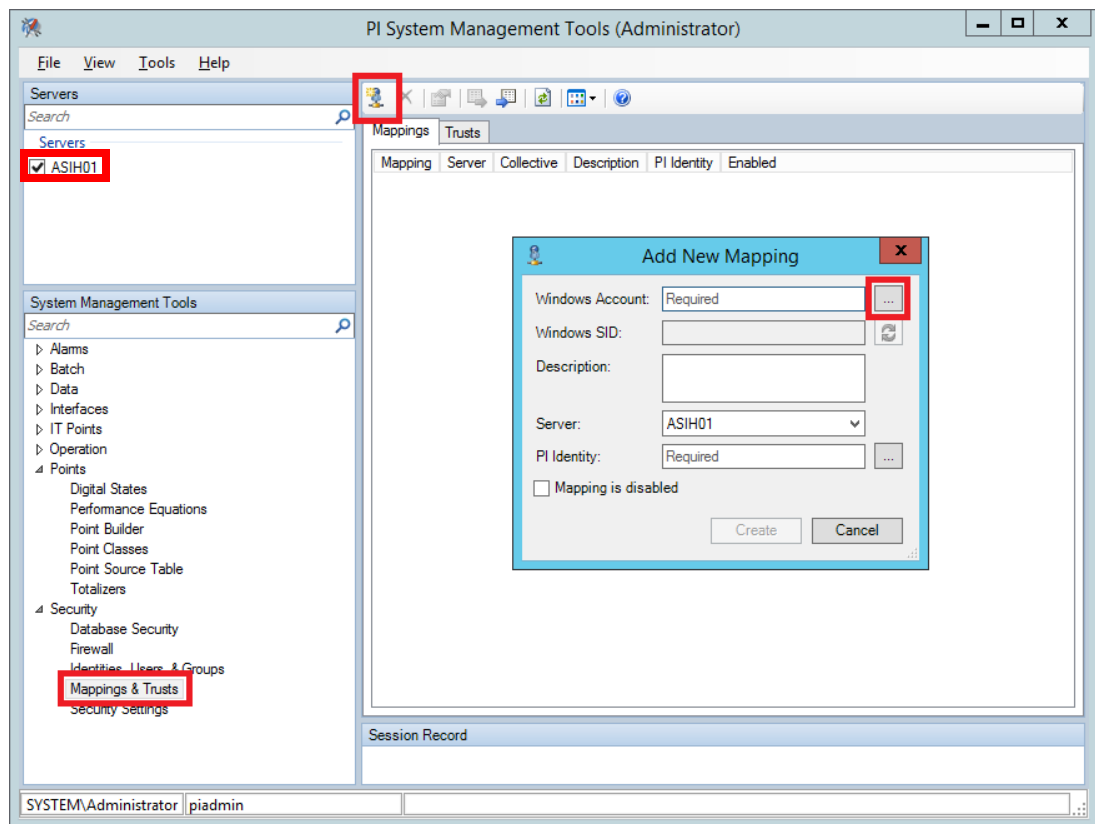 PI System Management Tools (Administrator)
File View Tools Help
Servers
Search
Servers
ASIH01
System Management Tools
Search
Alarms
Batch
Data
Interfaces
IT Points
Operation
Points
Digital States
Performance Equations
Point Builder
Point Classes
Point Source Table
Totalizers
Security
Database Security
Firewall
Identities, Users, & Groups
Mappings & Trusts
Security Settings
Mappings Trusts
Mapping Server Collective Description PI Identity Enabled
Add New Mapping
Windows Account: Required ...
Windows SID:
Description:
Server: ASIH01
PI Identity: Required ...
Mapping is disabled
Create Cancel
Session Record
SYSTEM\Administrator piadmin